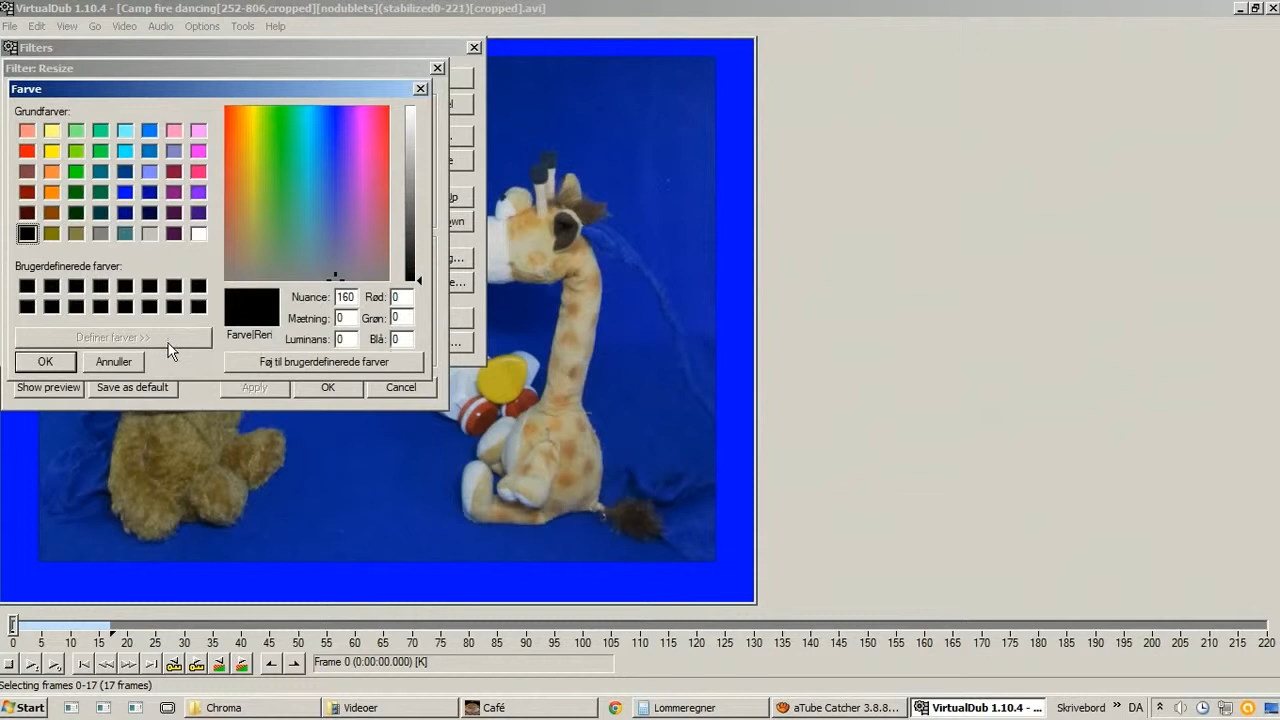 VirtualDub 1.10.4 - [Camp fire dancing[252-806,cropped][nodublets](stabilized0-221)[cropped].avi]
File Edit View Go Video Audio Options Tools Help
Filters
Filter: Resize
Farve
Grundfarver:
Brugerdefinerede farver:
Definer farver >>
OK Annuller
Nuance: 160 Rød: 0
Mætning: 0 Grøn: 0
Farve|Ren Luminans: 0 Blå: 0
Føj til brugerdefinerede farver
Show preview Save as default Apply OK Cancel
0 5 10 15 20 25 30 35 40 45 50 55 60 65 70 75 80 85 90 95 100 105 110 115 120 125 130 135 140 145 150 155 160 165 170 175 180 185 190 195 200 205 210 220
Frame 0 (0:00:00.000) [K]
Selecting frames 0-17 (17 frames)
Start Chroma Videoer Café Lommeregner aTube Catcher 3.8.8... VirtualDub 1.10.4 - ... Skrivebord » DA